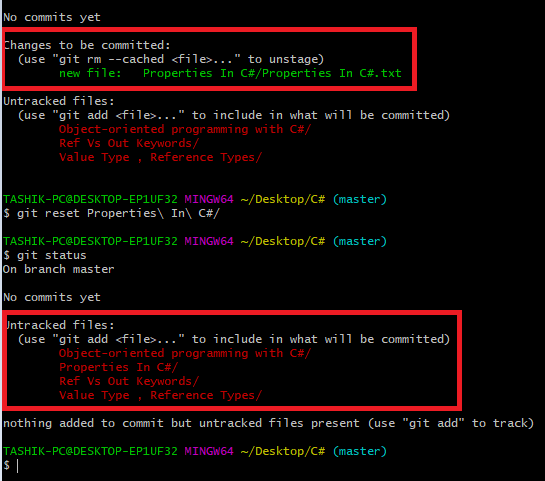 No commits yet
Changes to be committed:
(use "git rm --cached <file>..." to unstage)
new file: Properties In C#/Properties In C#.txt
Untracked files:
(use "git add <file>..." to include in what will be committed)
Object-oriented programming with C#/
Ref Vs Out Keywords/
Value Type , Reference Types/
TASHIK-PC@DESKTOP-EP1UF32 MINGW64 ~/Desktop/C# (master)
$ git reset Properties\ In\ C#/
TASHIK-PC@DESKTOP-EP1UF32 MINGW64 ~/Desktop/C# (master)
$ git status
On branch master
No commits yet
Untracked files:
(use "git add <file>..." to include in what will be committed)
Object-oriented programming with C#/
Properties In C#/
Ref Vs Out Keywords/
Value Type , Reference Types/
nothing added to commit but untracked files present (use "git add" to track)
TASHIK-PC@DESKTOP-EP1UF32 MINGW64 ~/Desktop/C# (master)
$